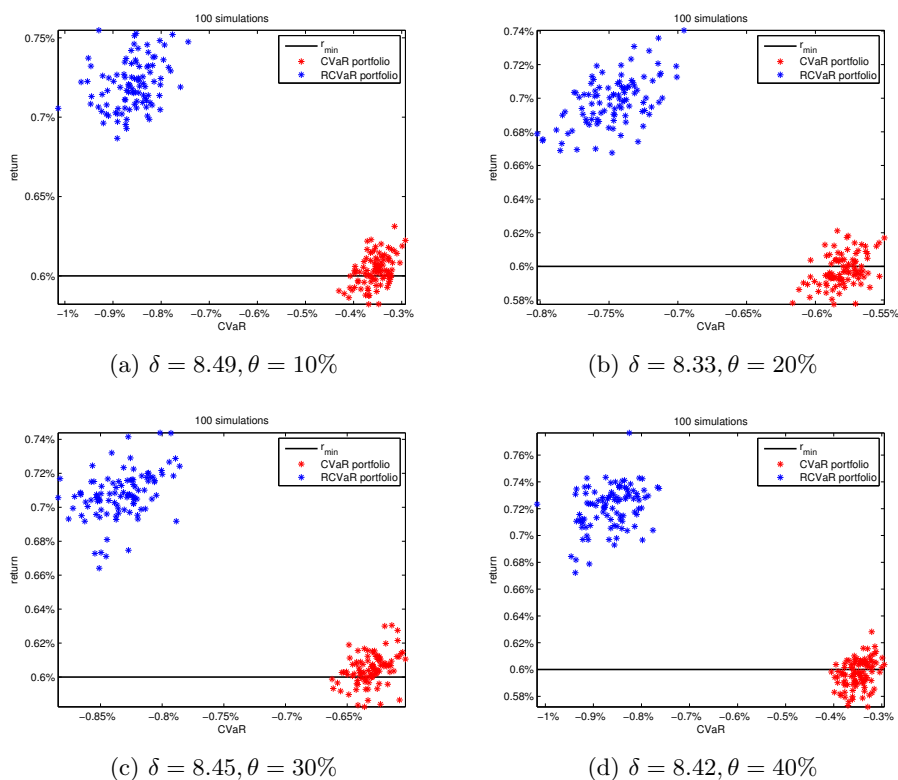 100 simulations
0.75%
0.7%
0.65%
0.6%
return
−1%
−0.9%
−0.8%
−0.7%
−0.6%
−0.5%
−0.4%
−0.3%
CVaR
r_min
CVaR portfolio
RCVaR portfolio
(a) δ = 8.49, θ = 10%
100 simulations
0.74%
0.72%
0.7%
0.68%
0.66%
0.64%
0.62%
0.6%
0.58%
return
−0.8%
−0.75%
−0.7%
−0.65%
−0.6%
−0.55%
CVaR
r_min
CVaR portfolio
RCVaR portfolio
(b) δ = 8.33, θ = 20%
100 simulations
0.74%
0.72%
0.7%
0.68%
0.66%
0.64%
0.62%
0.6%
return
−0.85%
−0.8%
−0.75%
−0.7%
−0.65%
CVaR
r_min
CVaR portfolio
RCVaR portfolio
(c) δ = 8.45, θ = 30%
100 simulations
0.76%
0.74%
0.72%
0.7%
0.68%
0.66%
0.64%
0.62%
0.6%
0.58%
return
−1%
−0.9%
−0.8%
−0.7%
−0.6%
−0.5%
−0.4%
−0.3%
CVaR
r_min
CVaR portfolio
RCVaR portfolio
(d) δ = 8.42, θ = 40%